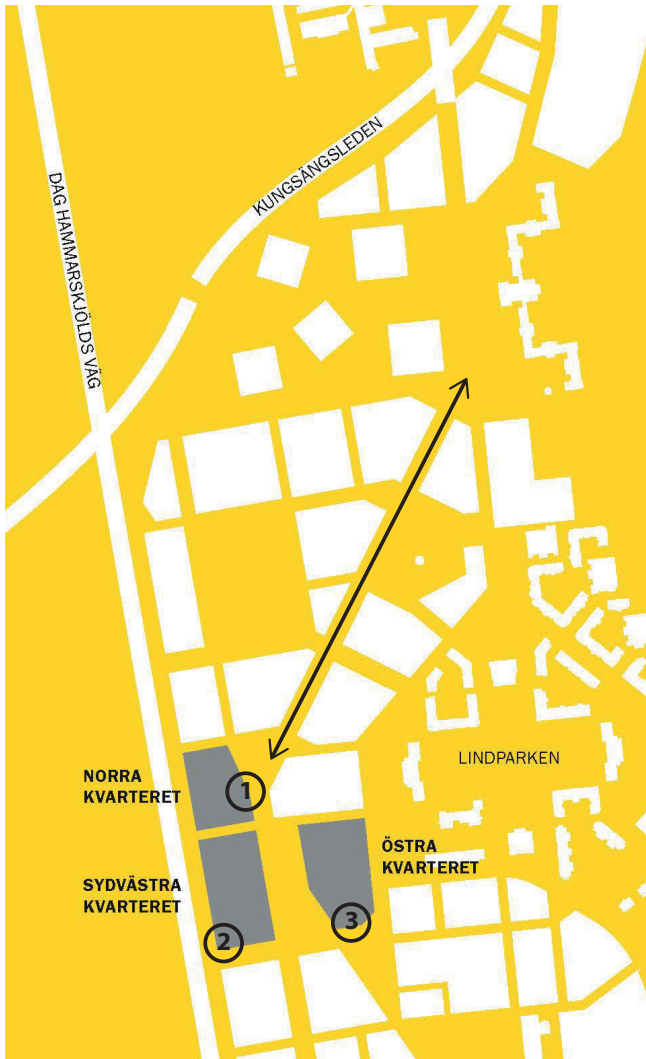 KUNGSÄNGSLEDEN
DAG HAMMARSKJÖLDS VÄG
LINDPARKEN
NORRA
KVARTERET
1
ÖSTRA
KVARTERET
SYDVÄSTRA
KVARTERET
2
3